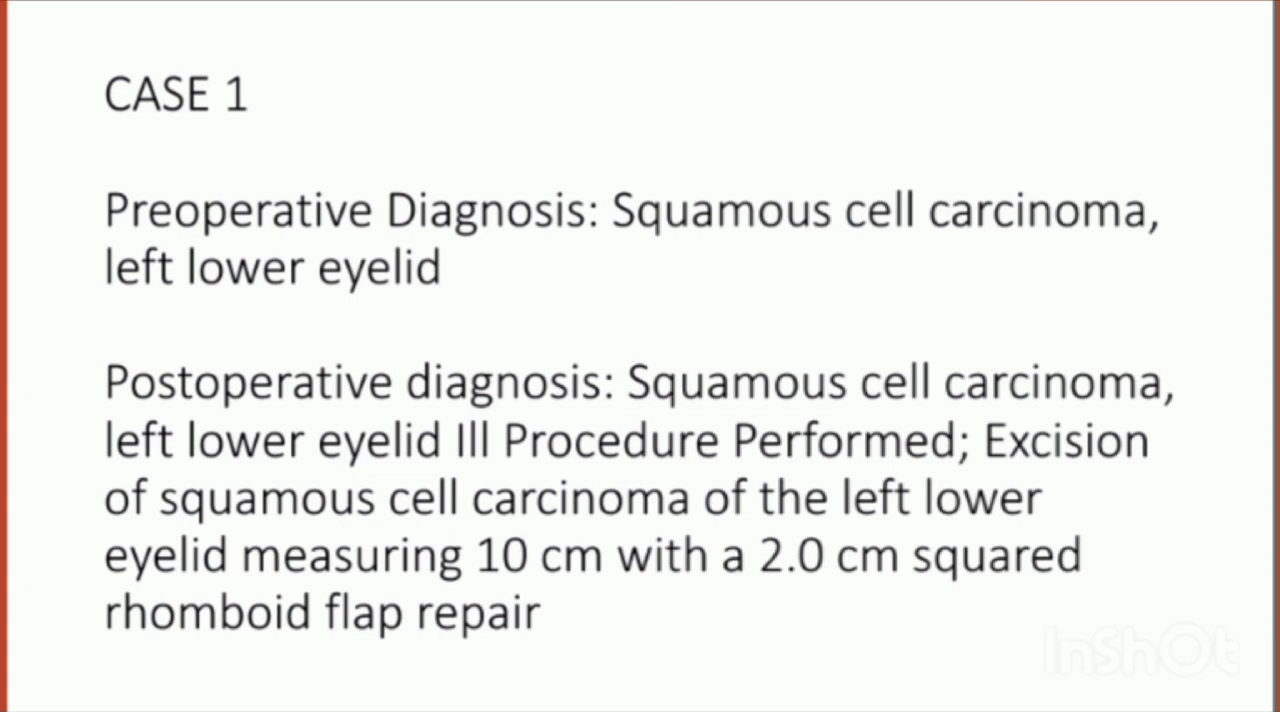 CASE 1
Preoperative Diagnosis: Squamous cell carcinoma,
left lower eyelid
Postoperative diagnosis: Squamous cell carcinoma,
left lower eyelid Ill Procedure Performed; Excision
of squamous cell carcinoma of the left lower
eyelid measuring 10 cm with a 2.0 cm squared
rhomboid flap repair
InShOt